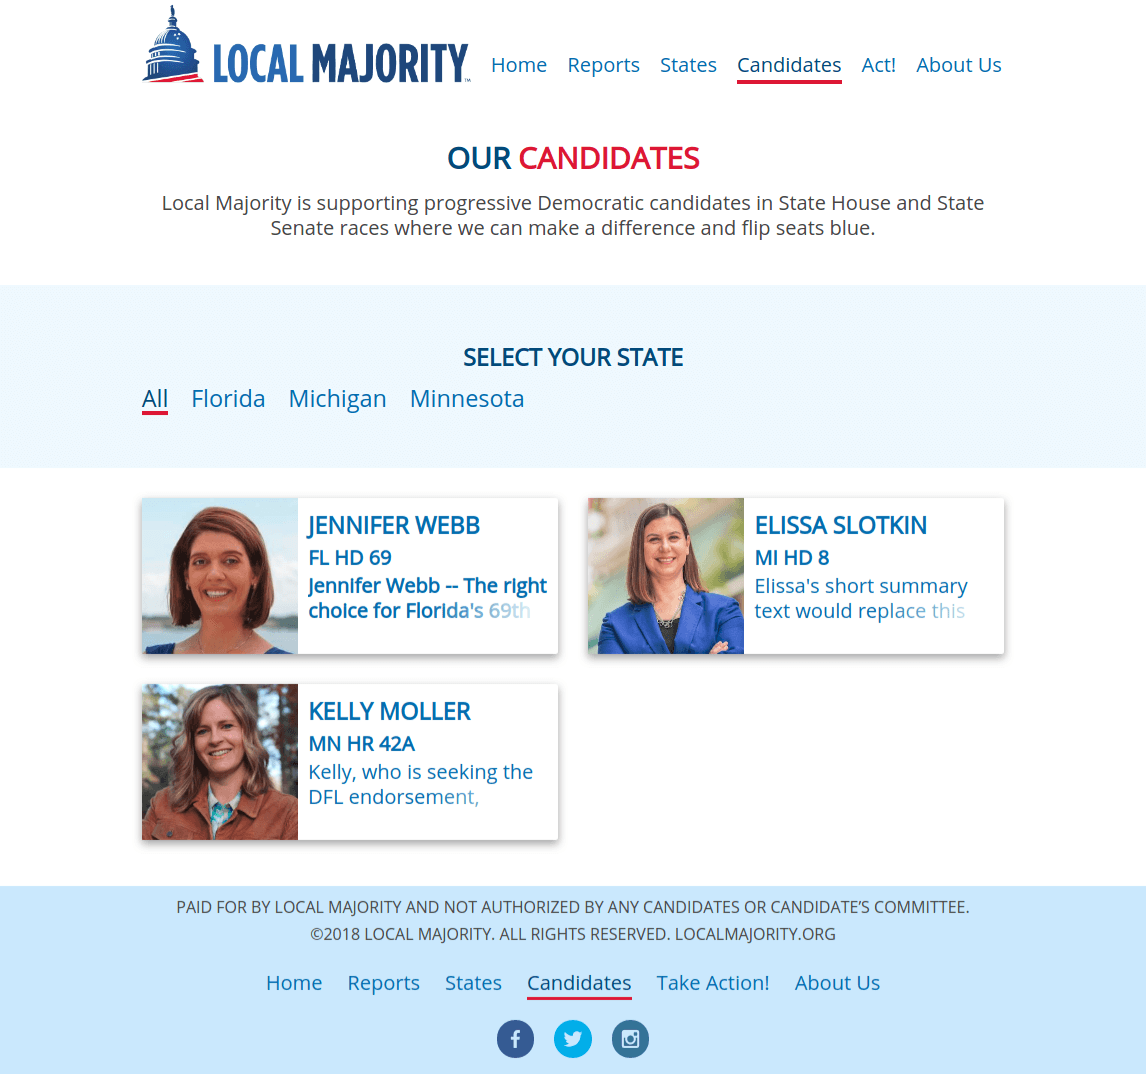 LOCAL MAJORITY™
Home Reports States Candidates Act! About Us
OUR CANDIDATES
Local Majority is supporting progressive Democratic candidates in State House and State
Senate races where we can make a difference and flip seats blue.
SELECT YOUR STATE
All Florida Michigan Minnesota
JENNIFER WEBB
FL HD 69
Jennifer Webb -- The right
choice for Florida's 69th
ELISSA SLOTKIN
MI HD 8
Elissa's short summary
text would replace this
KELLY MOLLER
MN HR 42A
Kelly, who is seeking the
DFL endorsement,
PAID FOR BY LOCAL MAJORITY AND NOT AUTHORIZED BY ANY CANDIDATES OR CANDIDATE’S COMMITTEE.
©2018 LOCAL MAJORITY. ALL RIGHTS RESERVED. LOCALMAJORITY.ORG
Home Reports States Candidates Take Action! About Us